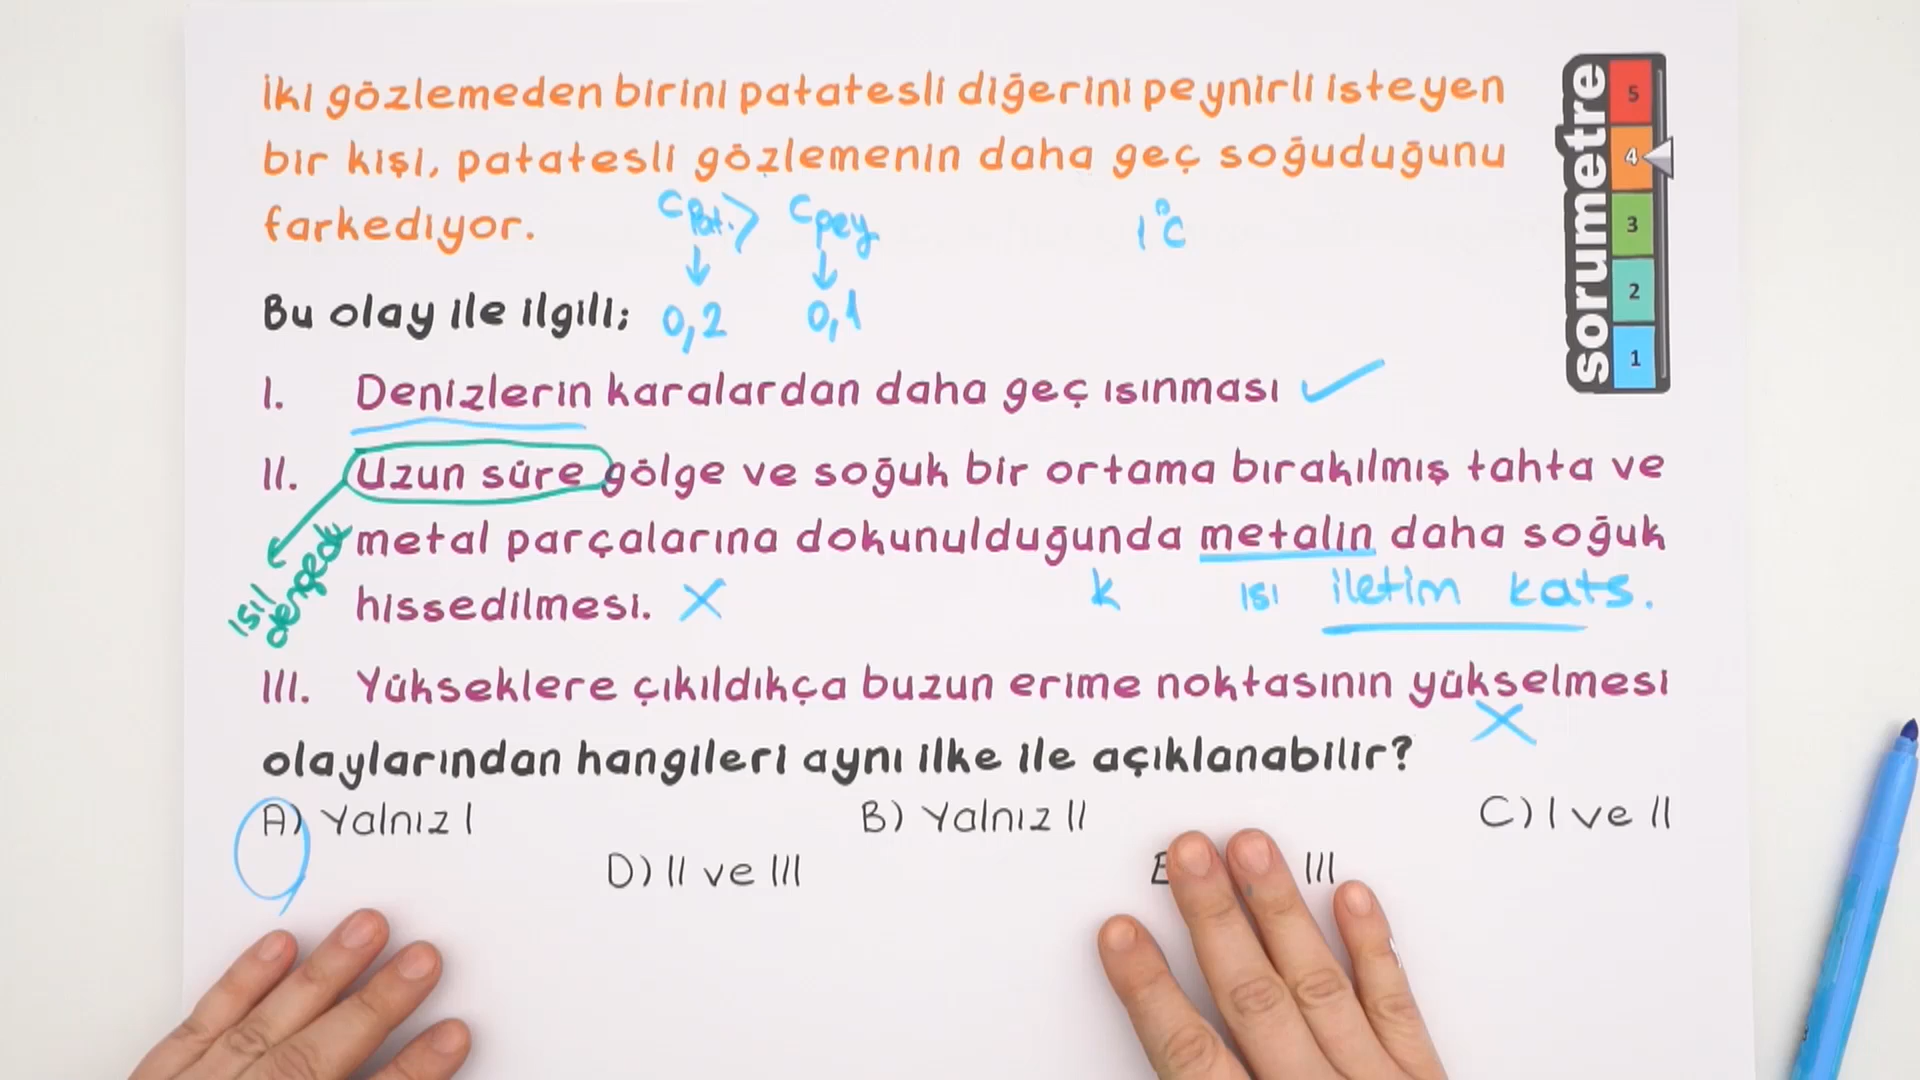 İki gözlemeden birini patatesli diğerini peynirli isteyen
bir kişi, patatesli gözlemenin daha geç soğuduğunu
farkediyor.
Cpat. > Cpey
1°C
Bu olay ile ilgili;
0,2 0,1
I. Denizlerin karalardan daha geç ısınması
II. Uzun süre gölge ve soğuk bir ortama bırakılmış tahta ve
metal parçalarına dokunulduğunda metalin daha soğuk
hissedilmesi.
k ısı iletim kats.
ısıl
dengede
III. Yükseklere çıkıldıkça buzun erime noktasının yükselmesi
olaylarından hangileri aynı ilke ile açıklanabilir?
A) Yalnız I B) Yalnız II C) I ve II
D) II ve III III
sorumetre
5
4
3
2
1